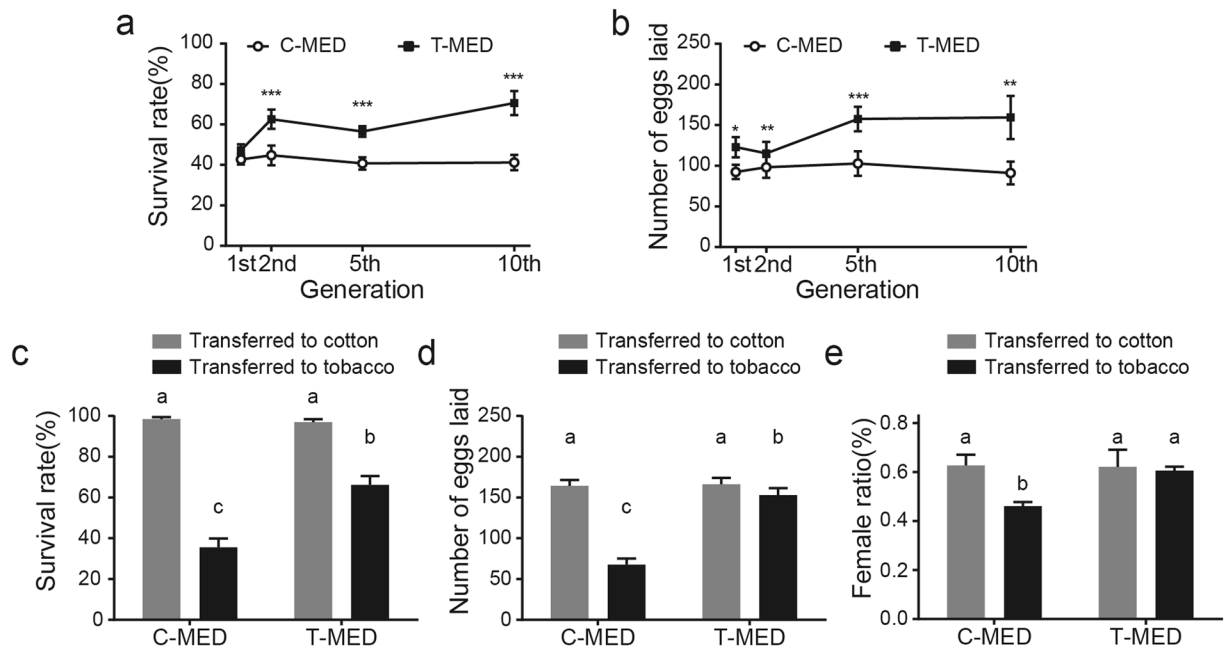 a
C-MED
T-MED
Survival rate(%)
100
80
60
40
20
0
***
***
***
1st
2nd
5th
10th
Generation
b
C-MED
T-MED
Number of eggs laid
250
200
150
100
50
0
*
**
***
**
1st
2nd
5th
10th
Generation
c
Transferred to cotton
Transferred to tobacco
Survival rate(%)
100
80
60
40
20
0
a
c
a
b
C-MED
T-MED
d
Transferred to cotton
Transferred to tobacco
Number of eggs laid
250
200
150
100
50
0
a
c
a
b
C-MED
T-MED
e
Transferred to cotton
Transferred to tobacco
Female ratio(%)
0.8
0.6
0.4
0.2
0.0
a
b
a
a
C-MED
T-MED